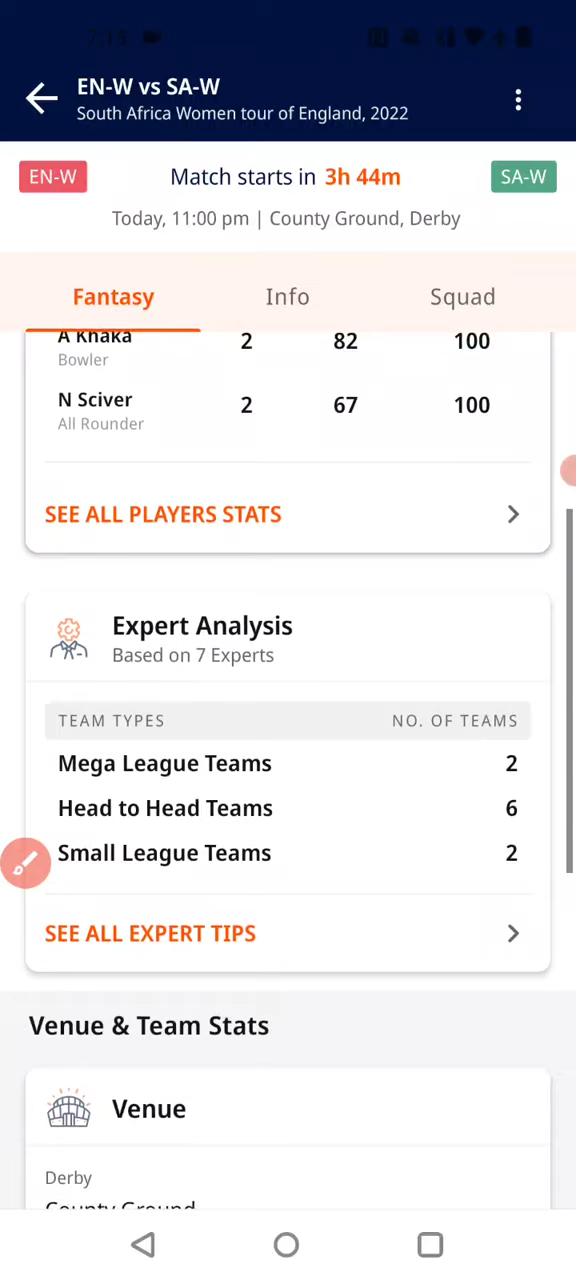 EN-W vs SA-W
South Africa Women tour of England, 2022
EN-W
Match starts in 3h 44m
SA-W
Today, 11:00 pm | County Ground, Derby
Fantasy Info Squad
A Khaka 2 82 100
Bowler
N Sciver 2 67 100
All Rounder
SEE ALL PLAYERS STATS
Expert Analysis
Based on 7 Experts
TEAM TYPES NO. OF TEAMS
Mega League Teams 2
Head to Head Teams 6
Small League Teams 2
SEE ALL EXPERT TIPS
Venue & Team Stats
Venue
Derby
County Ground